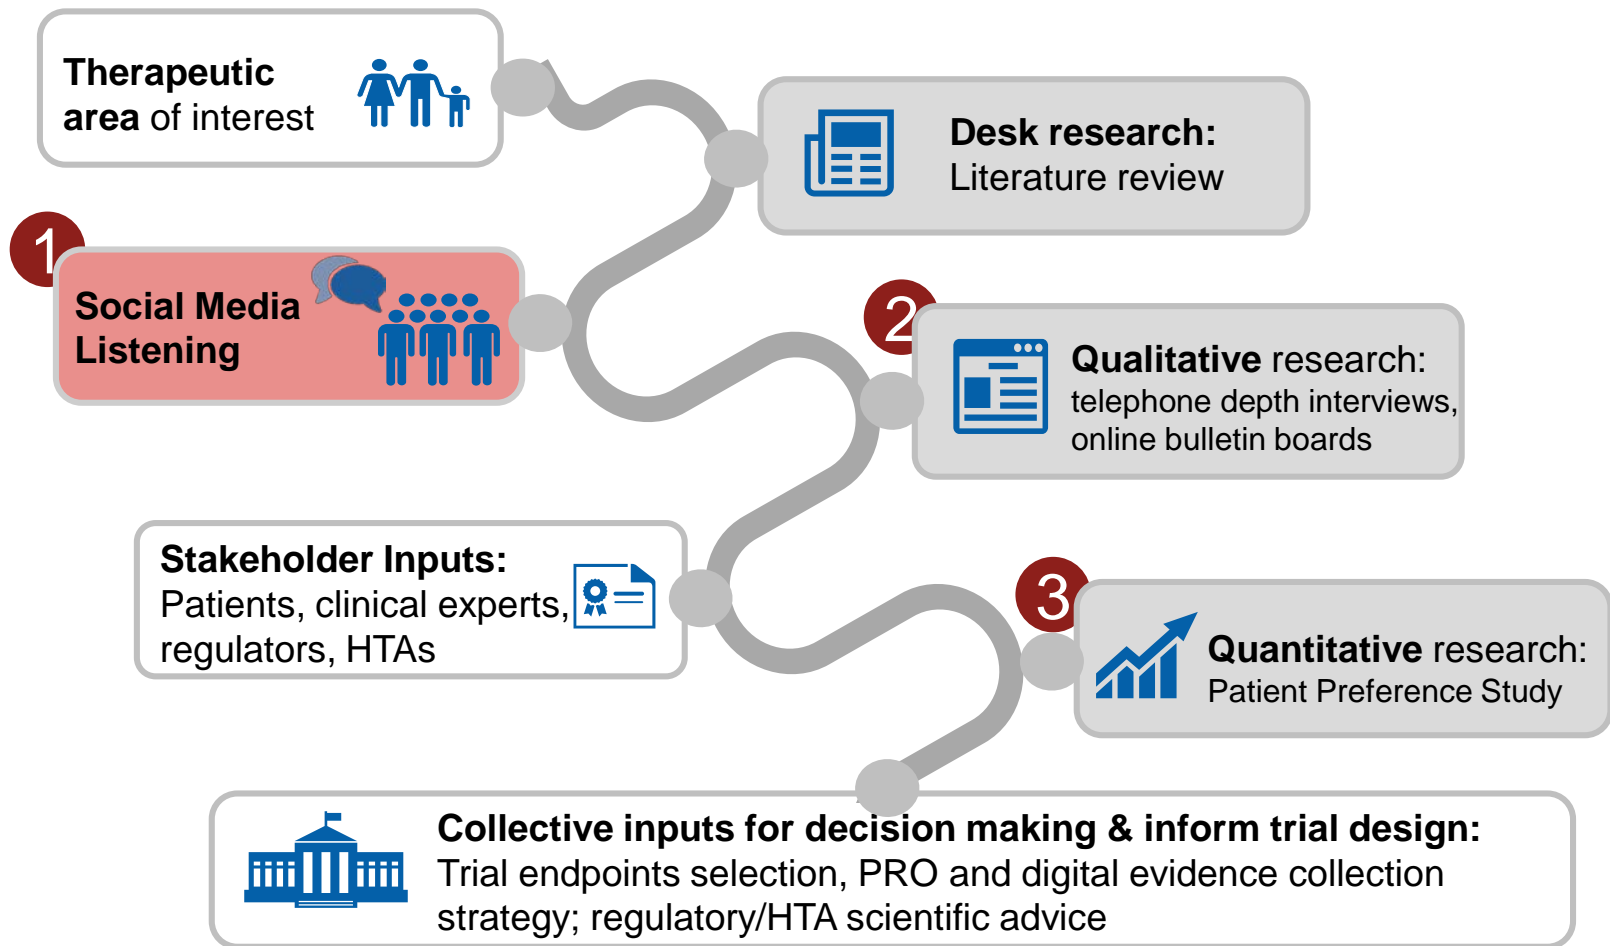 Therapeutic
area of interest
Desk research:
Literature review
1
Social Media
Listening
2
Qualitative research:
telephone depth interviews,
online bulletin boards
Stakeholder Inputs:
Patients, clinical experts,
regulators, HTAs
3
Quantitative research:
Patient Preference Study
Collective inputs for decision making & inform trial design:
Trial endpoints selection, PRO and digital evidence collection
strategy; regulatory/HTA scientific advice